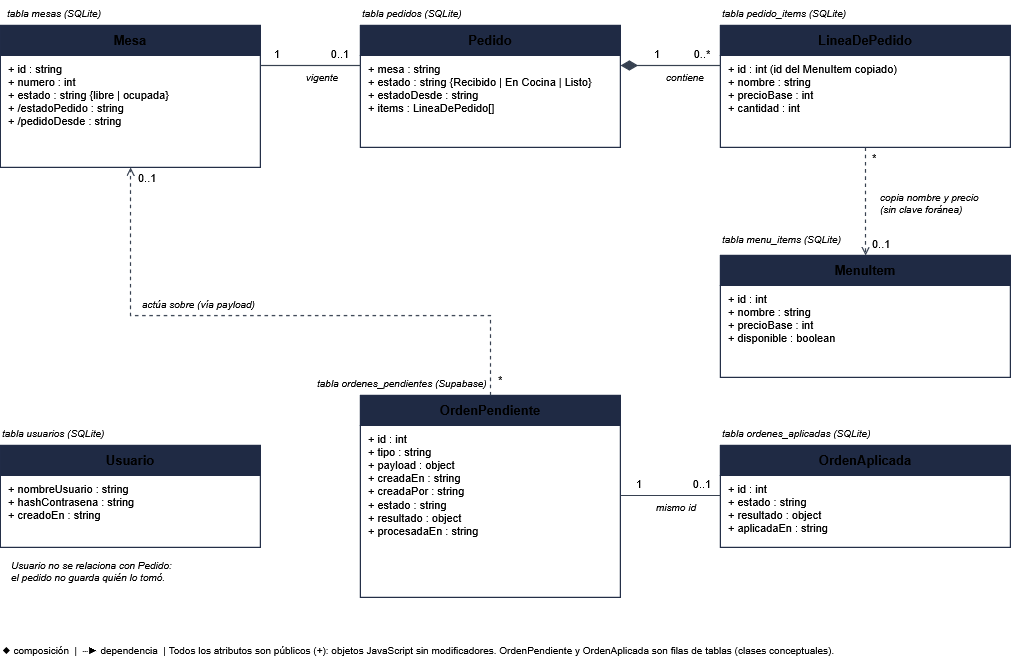 tabla mesas (SQLite)
Mesa
+ id : string
+ numero : int
+ estado : string {libre | ocupada}
+ /estadoPedido : string
+ /pedidoDesde : string
1
0..1
vigente
tabla pedidos (SQLite)
Pedido
+ mesa : string
+ estado : string {Recibido | En Cocina | Listo}
+ estadoDesde : string
+ items : LineaDePedido[]
1
0..*
contiene
tabla pedido_items (SQLite)
LineaDePedido
+ id : int (id del MenuItem copiado)
+ nombre : string
+ precioBase : int
+ cantidad : int
*
copia nombre y precio
(sin clave foránea)
0..1
tabla menu_items (SQLite)
MenuItem
+ id : int
+ nombre : string
+ precioBase : int
+ disponible : boolean
0..1
actúa sobre (vía payload)
*
tabla ordenes_pendientes (Supabase)
OrdenPendiente
+ id : int
+ tipo : string
+ payload : object
+ creadaEn : string
+ creadaPor : string
+ estado : string
+ resultado : object
+ procesadaEn : string
1
0..1
mismo id
tabla ordenes_aplicadas (SQLite)
OrdenAplicada
+ id : int
+ estado : string
+ resultado : object
+ aplicadaEn : string
tabla usuarios (SQLite)
Usuario
+ nombreUsuario : string
+ hashContrasena : string
+ creadoEn : string
Usuario no se relaciona con Pedido:
el pedido no guarda quién lo tomó.
◆ composición | ┄▶ dependencia | Todos los atributos son públicos (+): objetos JavaScript sin modificadores. OrdenPendiente y OrdenAplicada son filas de tablas (clases conceptuales).